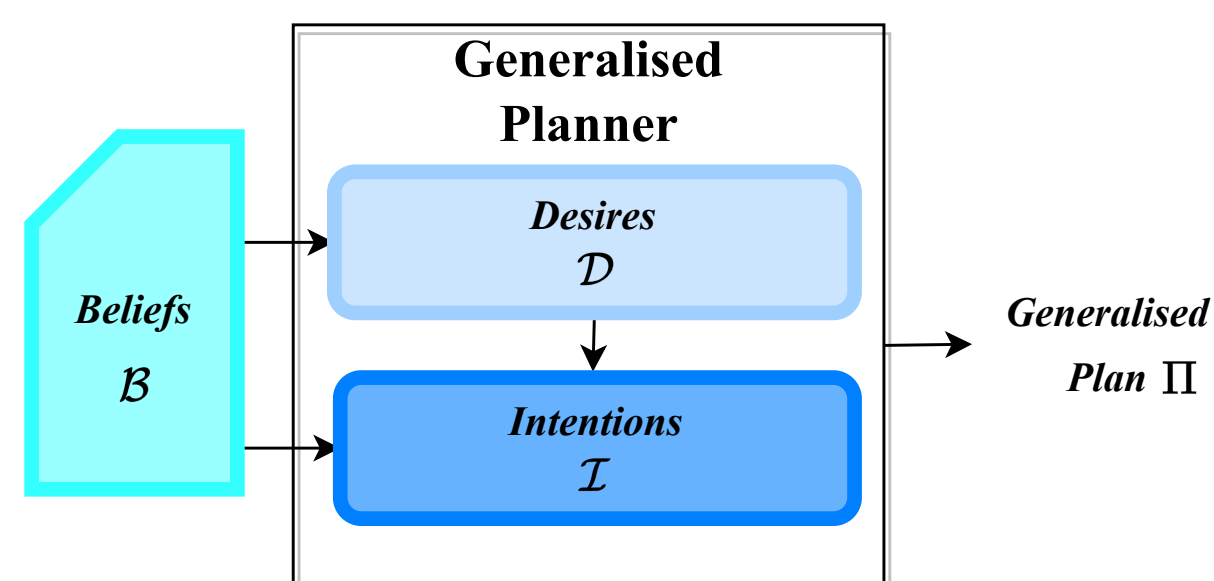 Generalised
Planner
Desires
𝒟
Beliefs
ℬ
Intentions
ℐ
Generalised
Plan Π